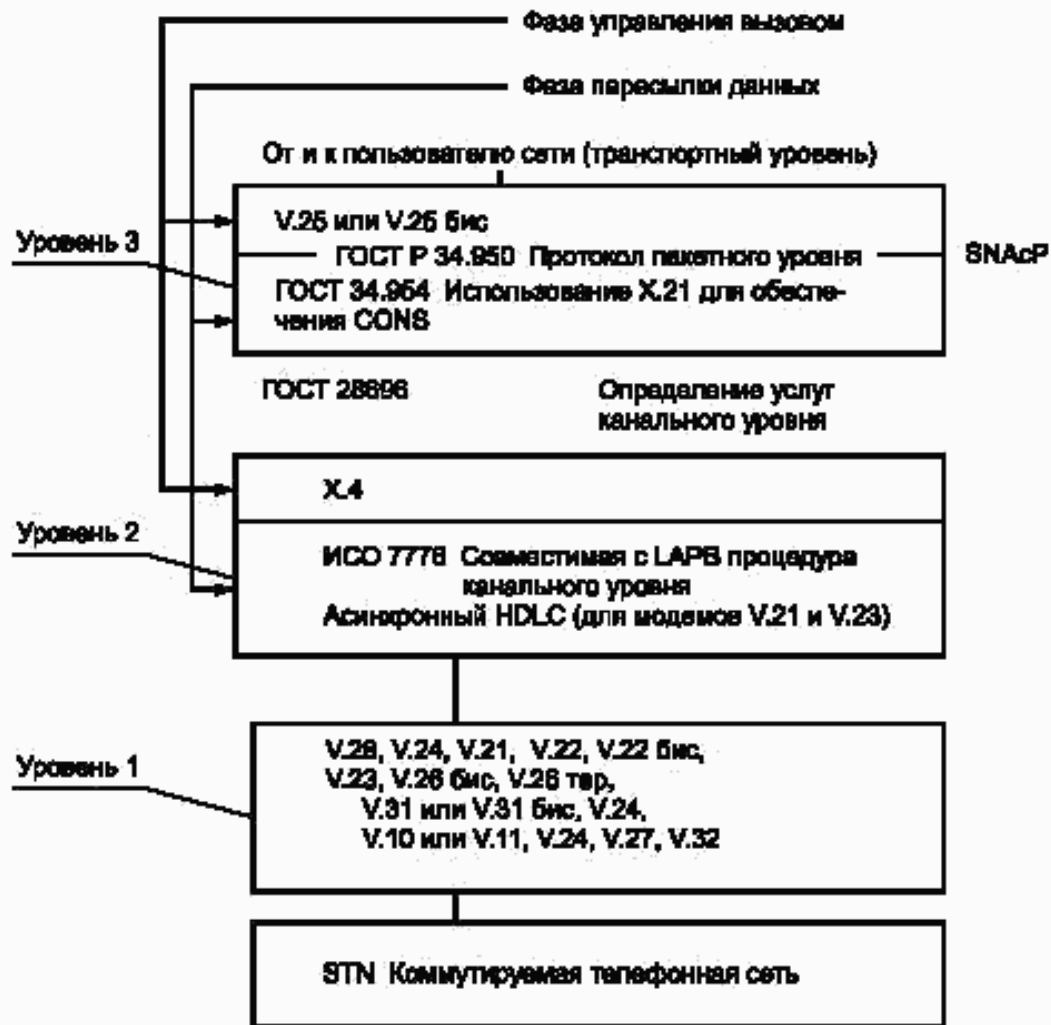 Фаза управления вызовом
Фаза пересылки данных
От и к пользователю сети (транспортный уровень)
V.25 или V.25 бис
Уровень 3
ГОСТ Р 34.950 Протокол пакетного уровня
SNAcP
ГОСТ 34.954 Использование X.21 для обеспе-
чения CONS
ГОСТ 28696
Определение услуг
канального уровня
X.4
Уровень 2
ИСО 7776 Совместимая с LAPB процедура
канального уровня
Асинхронный HDLC (для модемов V.21 и V.23)
Уровень 1
V.28, V.24, V.21, V.22, V.22 бис,
V.23, V.26 бис, V.26 тер,
V.31 или V.31 бис, V.24,
V.10 или V.11, V.24, V.27, V.32
STN Коммутируемая телефонная сеть